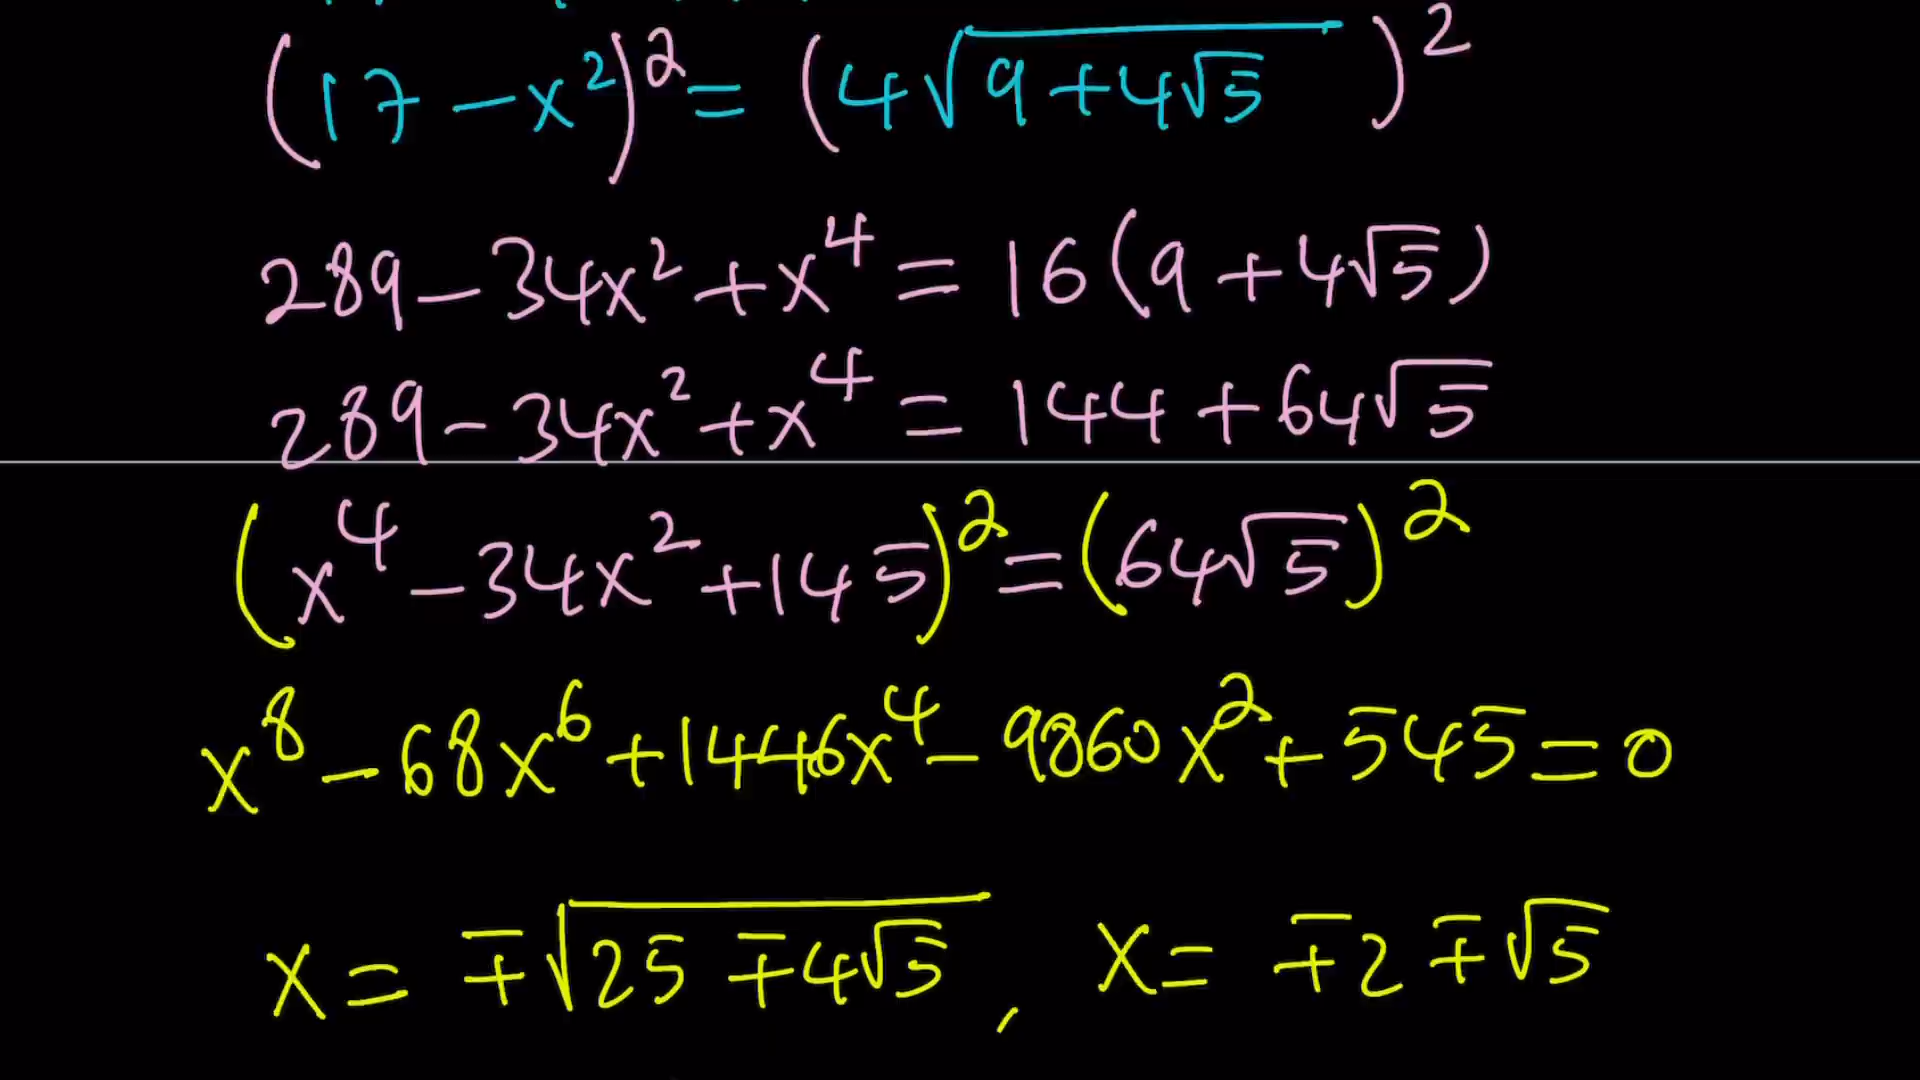 (17 − x²)² = (4√(9 + 4√5))²
289 − 34x² + x⁴ = 16(9 + 4√5)
289 − 34x² + x⁴ = 144 + 64√5
(x⁴ − 34x² + 145)² = (64√5)²
x⁸ − 68x⁶ + 1446x⁴ − 9860x² + 545 = 0
x = ∓√(25 ∓ 4√5) , x = ∓2 ∓ √5